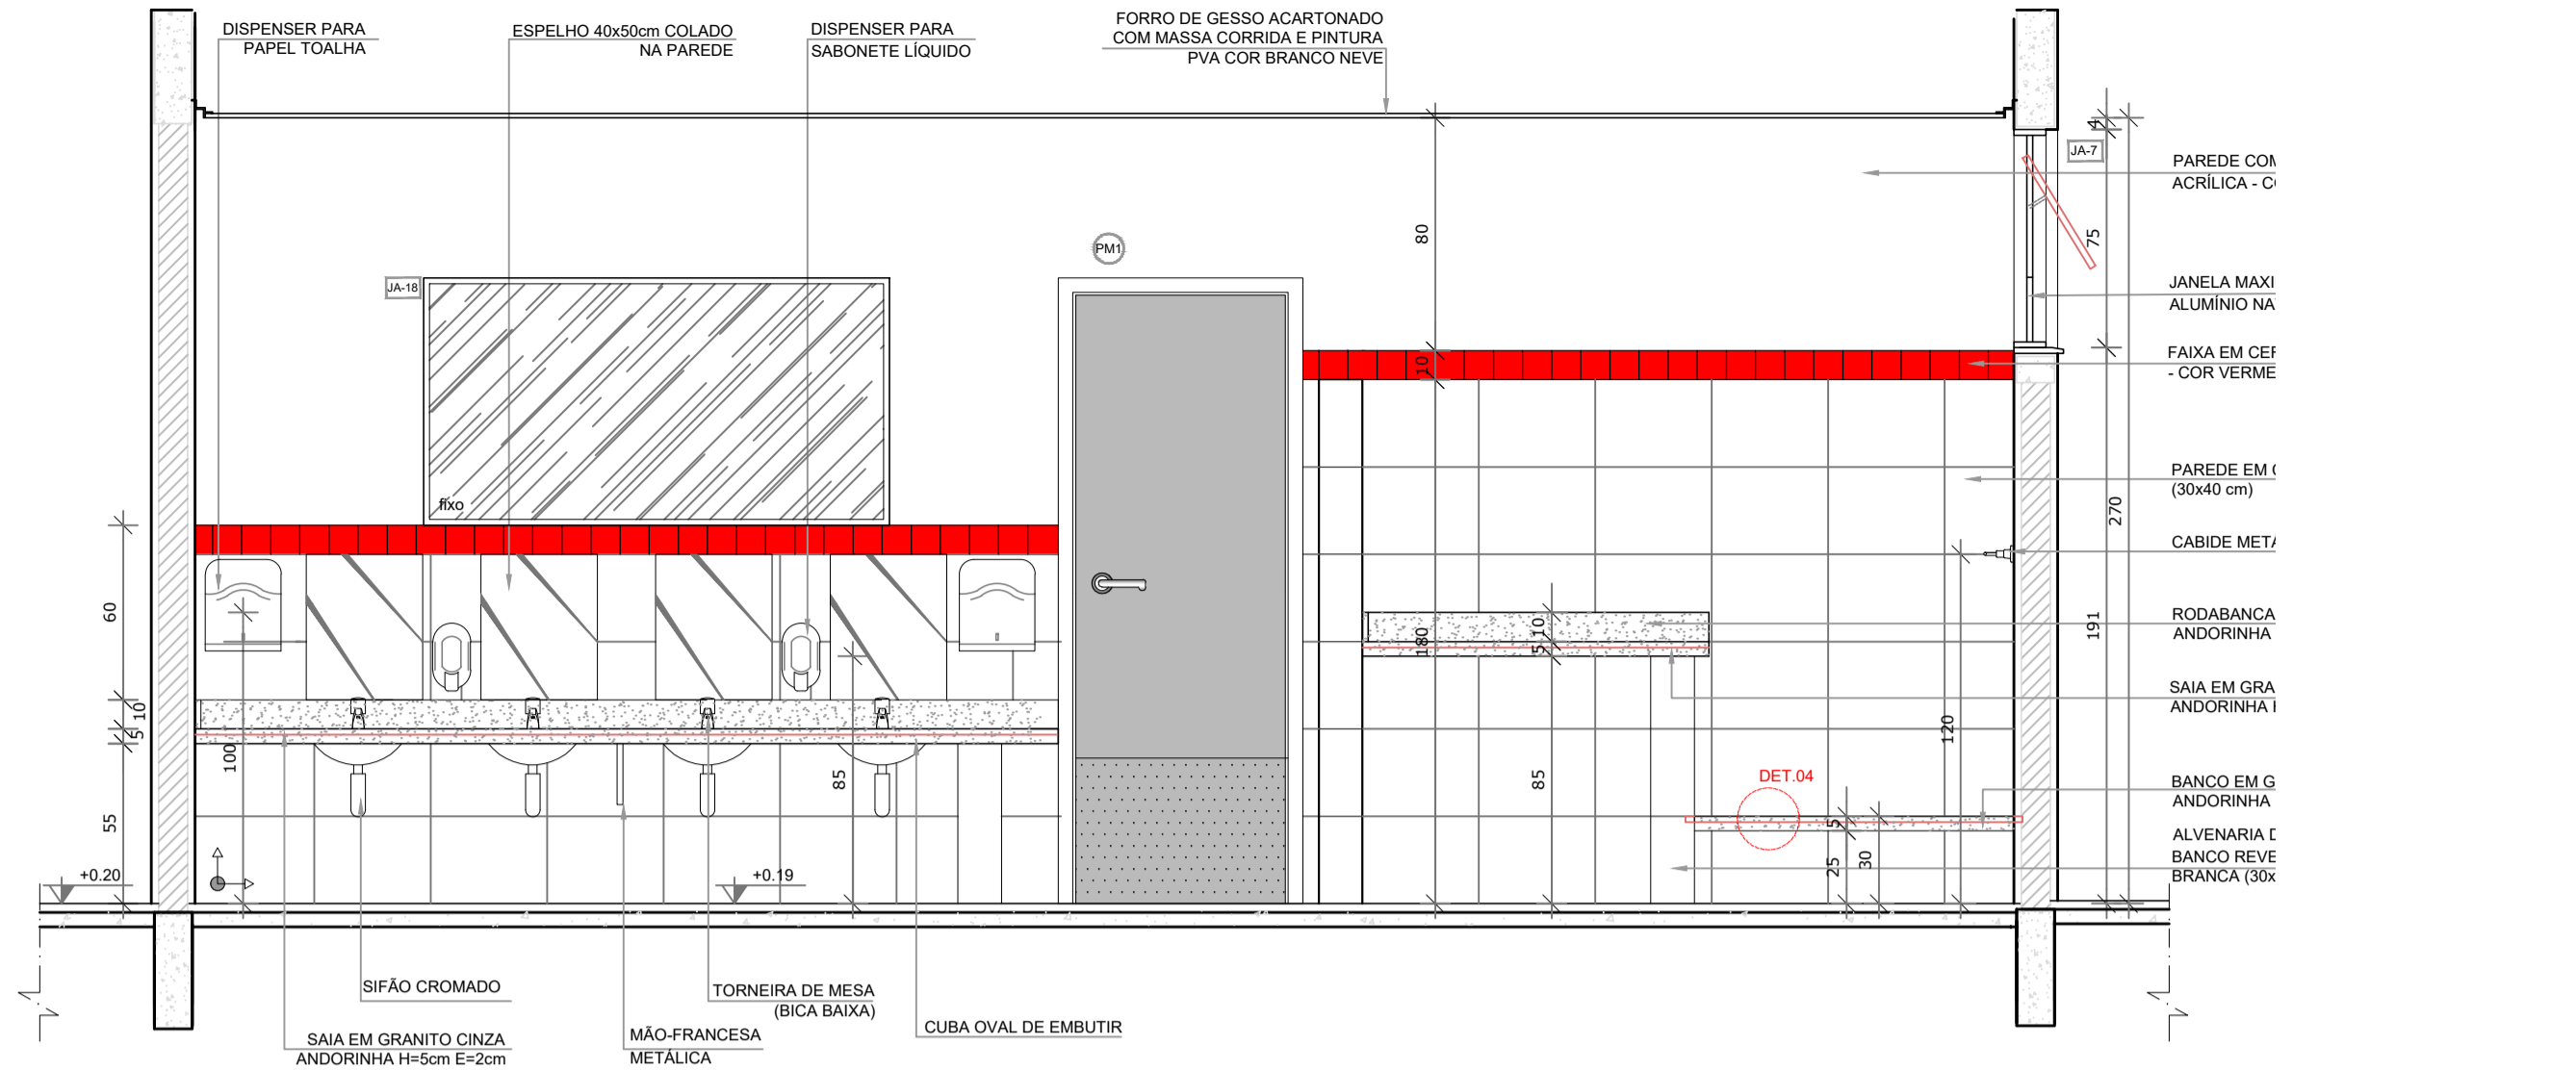 DISPENSER PARA
PAPEL TOALHA
ESPELHO 40x50cm COLADO
NA PAREDE
DISPENSER PARA
SABONETE LÍQUIDO
FORRO DE GESSO ACARTONADO
COM MASSA CORRIDA E PINTURA
PVA COR BRANCO NEVE
4
JA-7
PAREDE COM
ACRÍLICA - C
75
80
PM1
JA-18
JANELA MAXI
ALUMÍNIO NA
FAIXA EM CER
- COR VERME
10
fixo
PAREDE EM
(30x40 cm)
270
CABIDE METÁ
60
191
RODABANCA
ANDORINHA
10
180
5
SAIA EM GRA
ANDORINHA
10
5
100
120
85
85
DET.04
BANCO EM G
ANDORINHA
55
5
25
30
ALVENARIA D
BANCO REVE
BRANCA (30x
+0.20
+0.19
SIFÃO CROMADO
TORNEIRA DE MESA
(BICA BAIXA)
CUBA OVAL DE EMBUTIR
SAIA EM GRANITO CINZA
ANDORINHA H=5cm E=2cm
MÃO-FRANCESA
METÁLICA